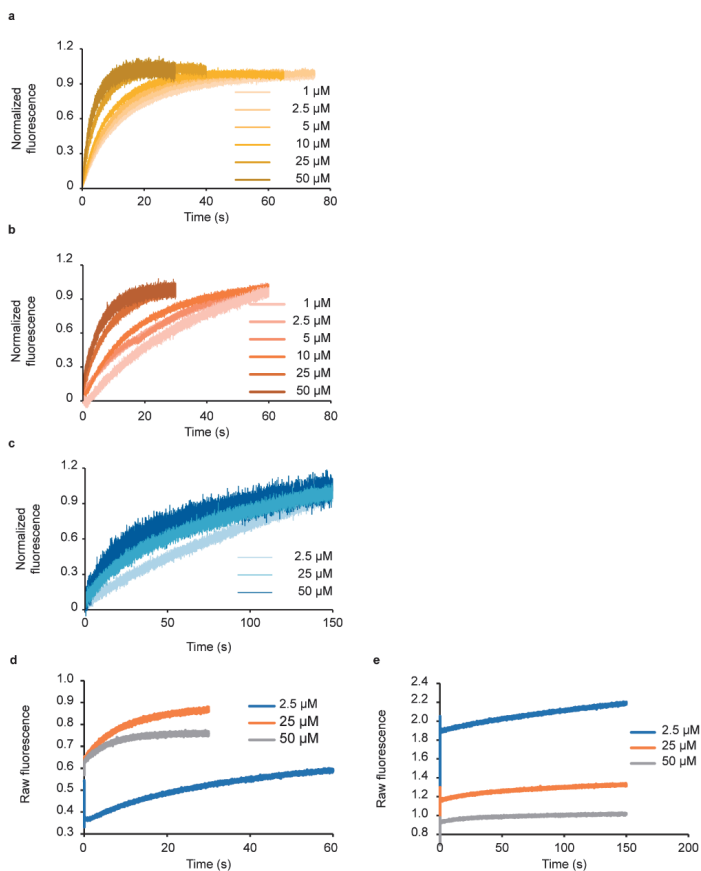 a
1.2
0.9
0.6
0.3
0
Normalized
fluorescence
1 µM
2.5 µM
5 µM
10 µM
25 µM
50 µM
0 20 40 60 80
Time (s)
b
1.2
0.9
0.6
0.3
0
Normalized
fluorescence
1 µM
2.5 µM
5 µM
10 µM
25 µM
50 µM
0 20 40 60 80
Time (s)
c
1.2
0.9
0.6
0.3
0
Normalized
fluorescence
2.5 µM
25 µM
50 µM
0 50 100 150
Time (s)
d
1.0
0.9
0.8
0.7
0.6
0.5
0.4
0.3
Raw fluorescence
2.5 µM
25 µM
50 µM
0 20 40 60
Time (s)
e
2.4
2.2
2.0
1.8
1.6
1.4
1.2
1.0
0.8
Raw fluorescence
2.5 µM
25 µM
50 µM
0 50 100 150 200
Time (s)